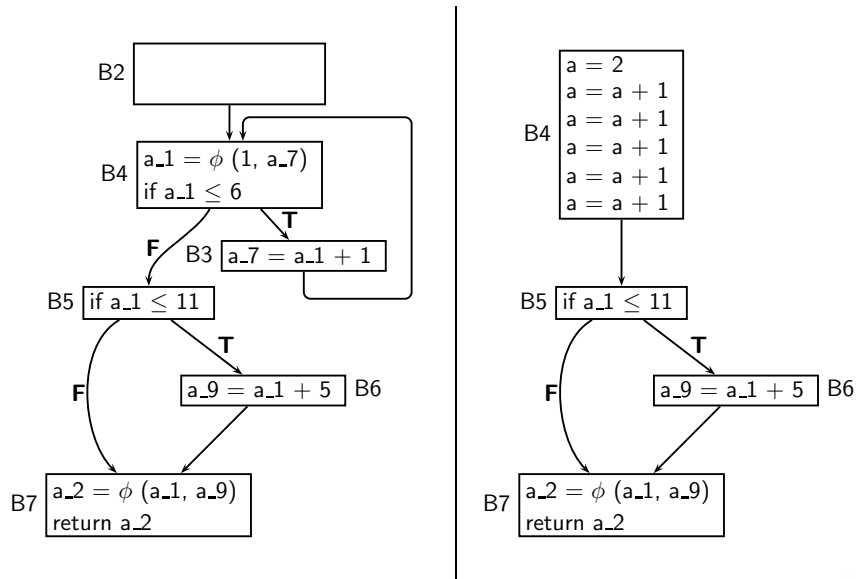 B2
B4
a_1 = ϕ (1, a_7)
if a_1 ≤ 6
F
T
B3
a_7 = a_1 + 1
B5
if a_1 ≤ 11
F
T
a_9 = a_1 + 5
B6
B7
a_2 = ϕ (a_1, a_9)
return a_2
B4
a = 2
a = a + 1
a = a + 1
a = a + 1
a = a + 1
a = a + 1
B5
if a_1 ≤ 11
F
T
a_9 = a_1 + 5
B6
B7
a_2 = ϕ (a_1, a_9)
return a_2